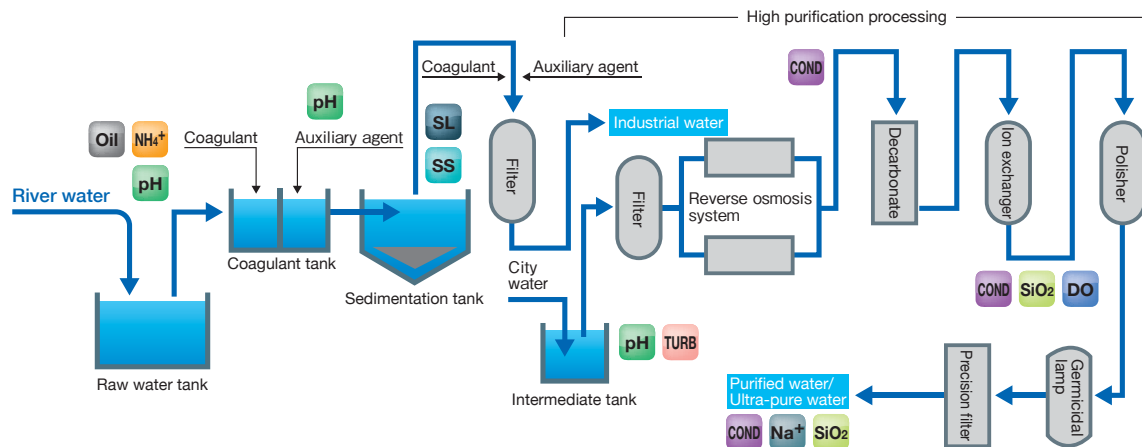 High purification processing
Coagulant
Auxiliary agent
COND
pH
Oil
NH₄⁺
Coagulant
Auxiliary agent
SL
SS
pH
Industrial water
Filter
Filter
Reverse osmosis
system
Decarbonate
Ion exchanger
Polisher
River water
Coagulant tank
Sedimentation tank
City
water
COND
SiO₂
DO
pH
TURB
Raw water tank
Intermediate tank
Purified water/
Ultra-pure water
Precision filter
Germicidal
lamp
COND
Na⁺
SiO₂